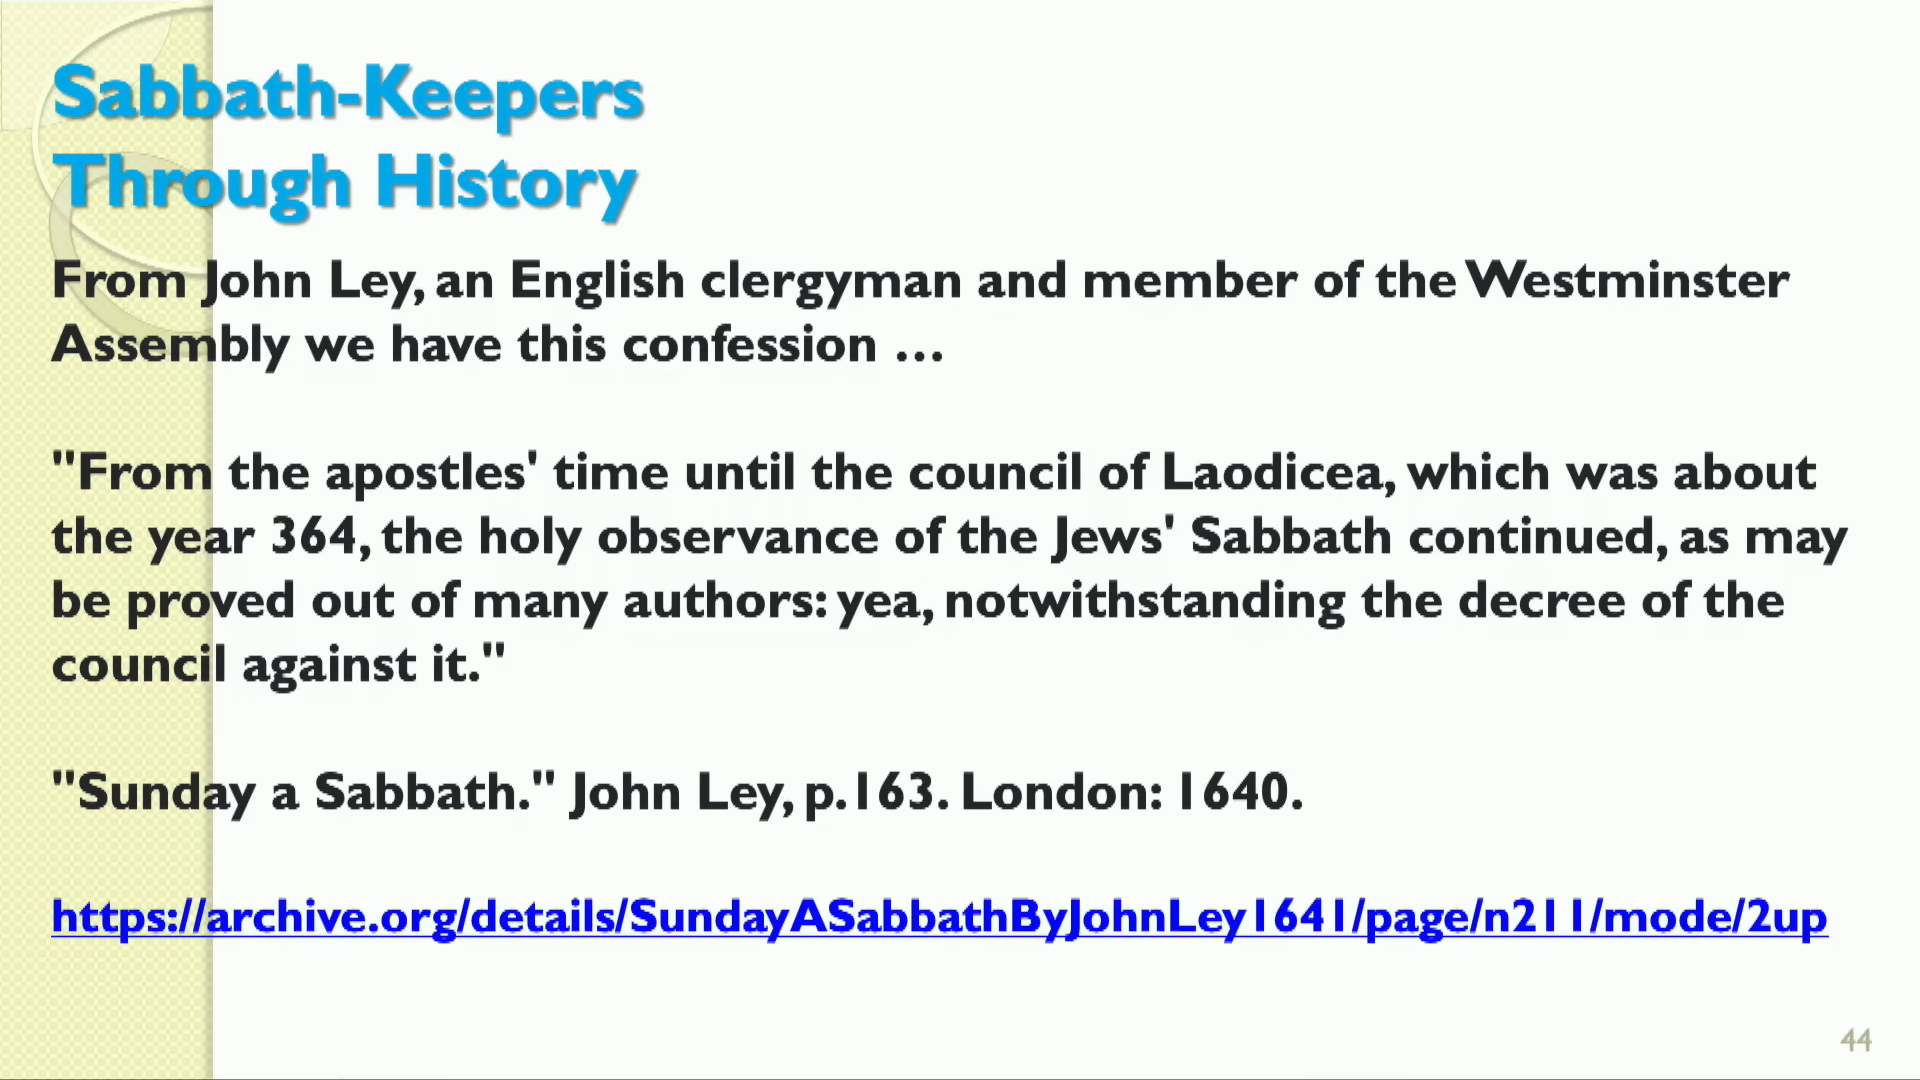 Sabbath-Keepers
Through History
From John Ley, an English clergyman and member of the Westminster
Assembly we have this confession …
"From the apostles' time until the council of Laodicea, which was about
the year 364, the holy observance of the Jews' Sabbath continued, as may
be proved out of many authors: yea, notwithstanding the decree of the
council against it."
"Sunday a Sabbath." John Ley, p.163. London: 1640.
https://archive.org/details/SundayASabbathByJohnLey1641/page/n211/mode/2up
44